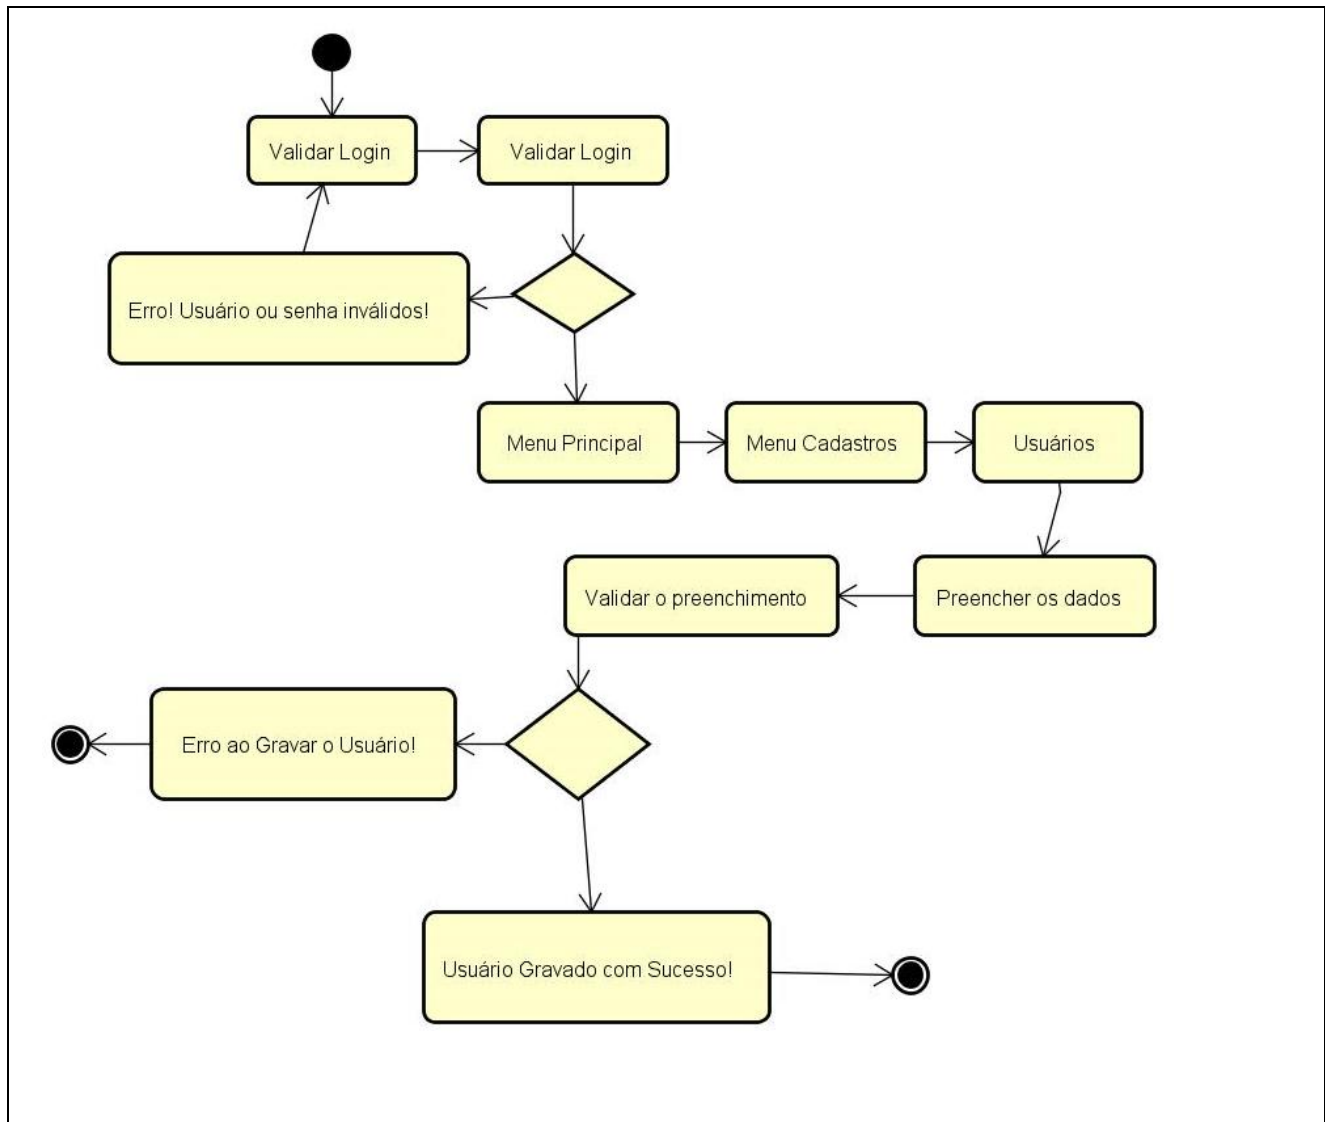 Validar Login
Validar Login
Erro! Usuário ou senha inválidos!
Menu Principal
Menu Cadastros
Usuários
Validar o preenchimento
Preencher os dados
Erro ao Gravar o Usuário!
Usuário Gravado com Sucesso!